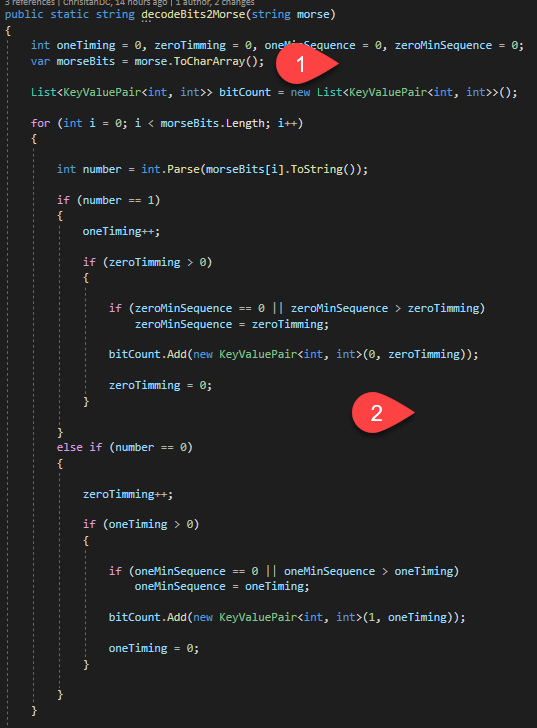 3 references | ChrisitanDC, 14 hours ago | 1 author, 2 changes
public static string decodeBits2Morse(string morse)
{
int oneTiming = 0, zeroTimming = 0, oneMinSequence = 0, zeroMinSequence = 0;
var morseBits = morse.ToCharArray();
1
List<KeyValuePair<int, int>> bitCount = new List<KeyValuePair<int, int>>();
for (int i = 0; i < morseBits.Length; i++)
{
int number = int.Parse(morseBits[i].ToString());
if (number == 1)
{
oneTiming++;
if (zeroTimming > 0)
{
if (zeroMinSequence == 0 || zeroMinSequence > zeroTimming)
zeroMinSequence = zeroTimming;
bitCount.Add(new KeyValuePair<int, int>(0, zeroTimming));
zeroTimming = 0;
}
2
}
else if (number == 0)
{
zeroTimming++;
if (oneTiming > 0)
{
if (oneMinSequence == 0 || oneMinSequence > oneTiming)
oneMinSequence = oneTiming;
bitCount.Add(new KeyValuePair<int, int>(1, oneTiming));
oneTiming = 0;
}
}
}